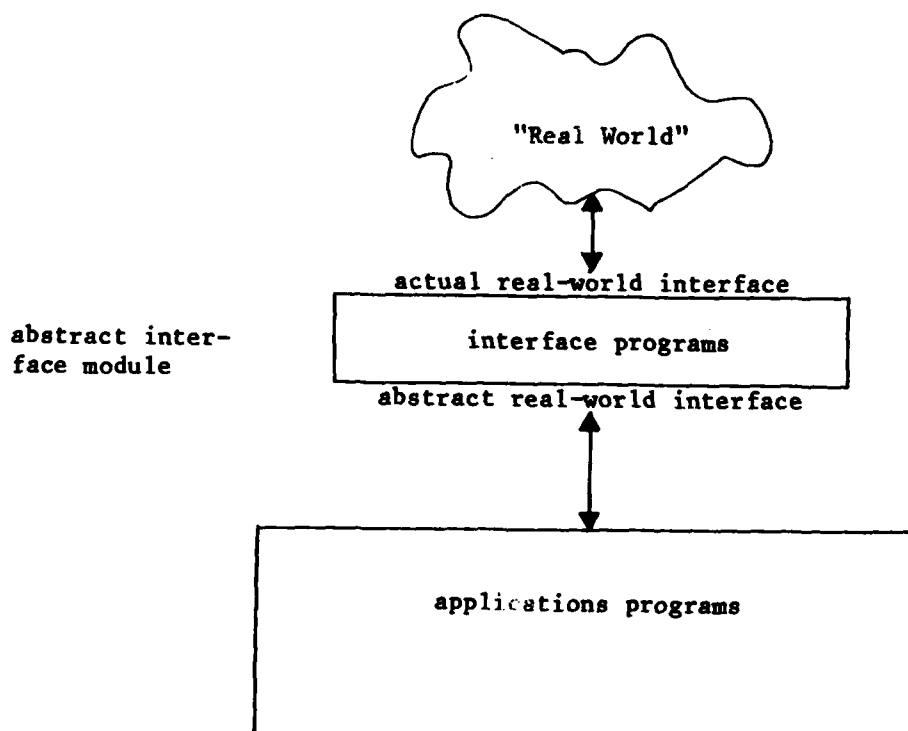 "Real World"
actual real-world interface
abstract inter-
face module
interface programs
abstract real-world interface
applications programs